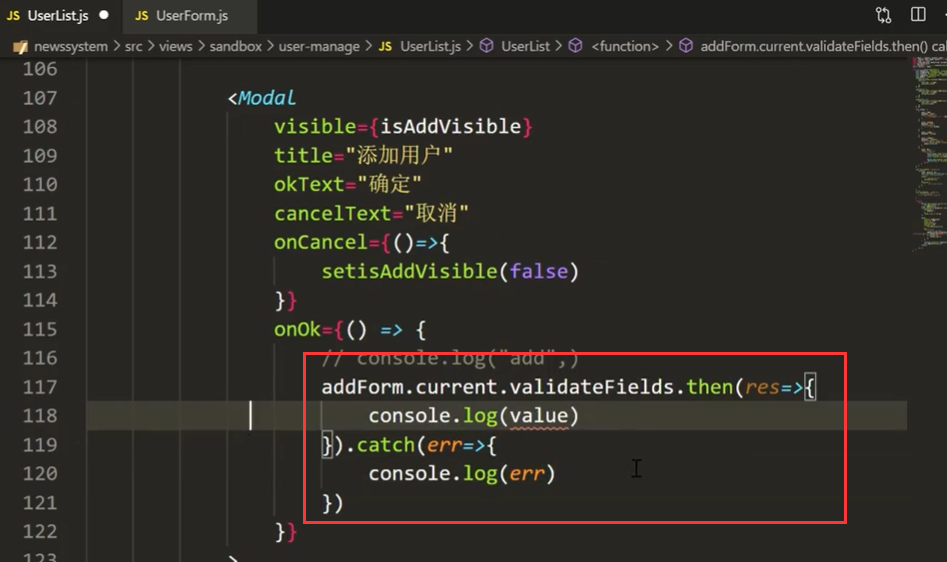 JS UserList.js ● JS UserForm.js
newssystem > src > views > sandbox > user-manage > JS UserList.js > UserList > <function> > addForm.current.validateFields.then() cal
106
107 <Modal
108 visible={isAddVisible}
109 title="添加用户"
110 okText="确定"
111 cancelText="取消"
112 onCancel={()=>{
113 setisAddVisible(false)
114 }}
115 onOk={() => {
116 // console.log("add",)
117 addForm.current.validateFields.then(res=>{
118 console.log(value)
119 }).catch(err=>{
120 console.log(err)
121 })
122 }}
123 >